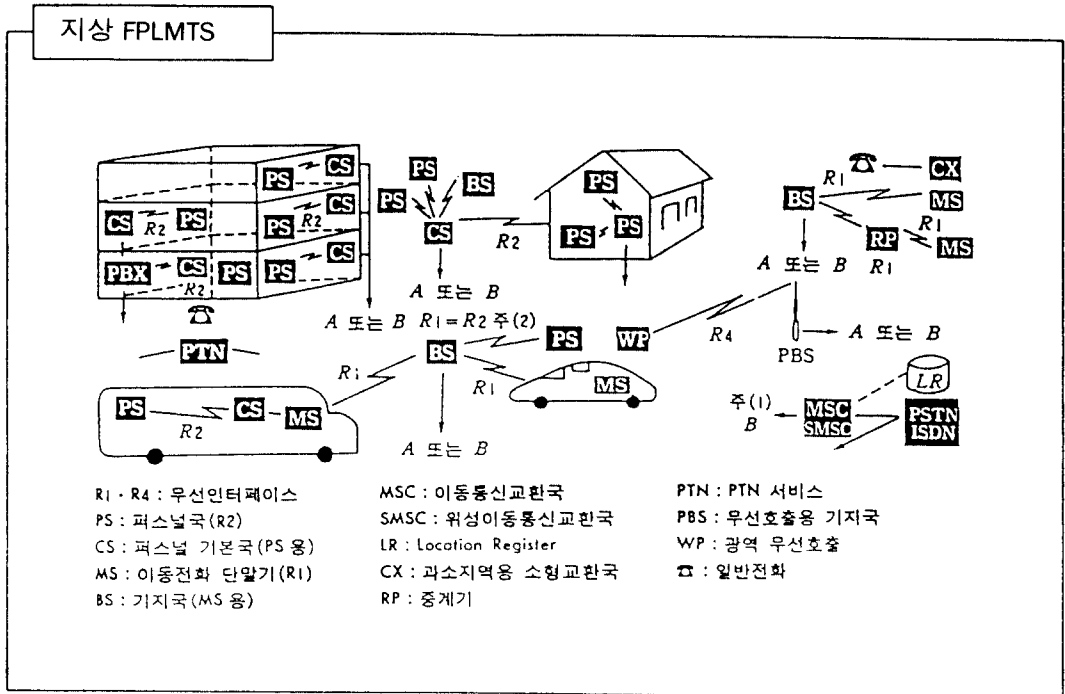 지상 FPLMTS
PS CS
CS R2 PS
PS R2 CS
PBX CS R2
PS
PS CS
PTN
A 또는 B
PS
PS
BS
CS
R2
A 또는 B
R1=R2 주(2)
PS
PS
PS PS
CX
R1
BS
MS
R1
RP
R1
MS
A 또는 B
R4
PBS
A 또는 B
BS
PS
WP
R1
R1
MS
A 또는 B
PS
R2
CS
MS
LR
주(1)
B
MSC
SMSC
PSTN
ISDN
R1·R4 : 무선인터페이스
PS : 퍼스널국(R2)
CS : 퍼스널 기본국(PS 용)
MS : 이동전화 단말기(R1)
BS : 기지국(MS 용)
MSC : 이동통신교환국
SMSC : 위성이동통신교환국
LR : Location Register
CX : 과소지역용 소형교환국
RP : 중계기
PTN : PTN 서비스
PBS : 무선호출용 기지국
WP : 광역 무선호출
☎ : 일반전화